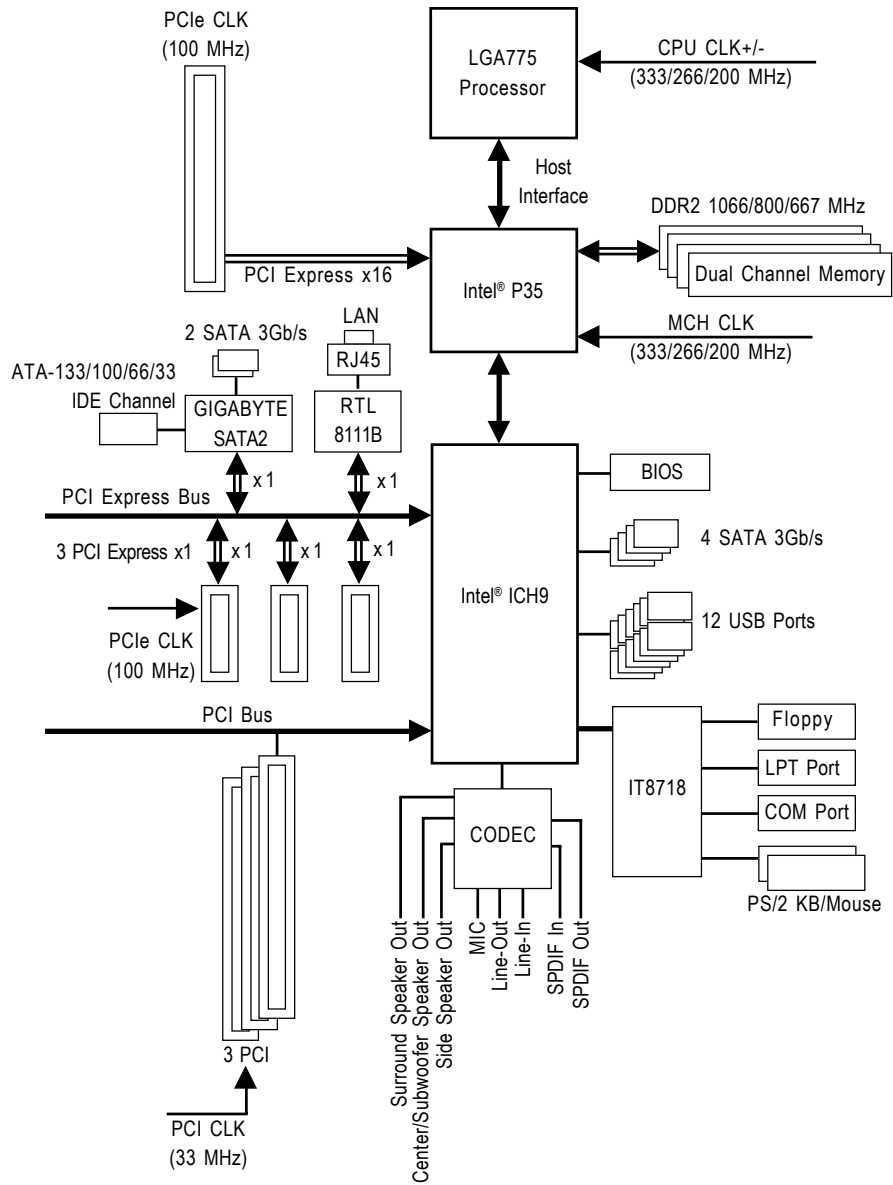 PCIe CLK
(100 MHz)
LGA775
Processor
CPU CLK+/-
(333/266/200 MHz)
Host
Interface
DDR2 1066/800/667 MHz
Dual Channel Memory
PCI Express x16
Intel® P35
MCH CLK
(333/266/200 MHz)
LAN
RJ45
2 SATA 3Gb/s
ATA-133/100/66/33
IDE Channel
GIGABYTE
SATA2
RTL
8111B
x 1
x 1
PCI Express Bus
BIOS
3 PCI Express x1
x 1
x 1
x 1
4 SATA 3Gb/s
Intel® ICH9
12 USB Ports
PCIe CLK
(100 MHz)
PCI Bus
IT8718
Floppy
LPT Port
COM Port
PS/2 KB/Mouse
CODEC
Surround Speaker Out
Center/Subwoofer Speaker Out
Side Speaker Out
MIC
Line-Out
Line-In
SPDIF In
SPDIF Out
3 PCI
PCI CLK
(33 MHz)